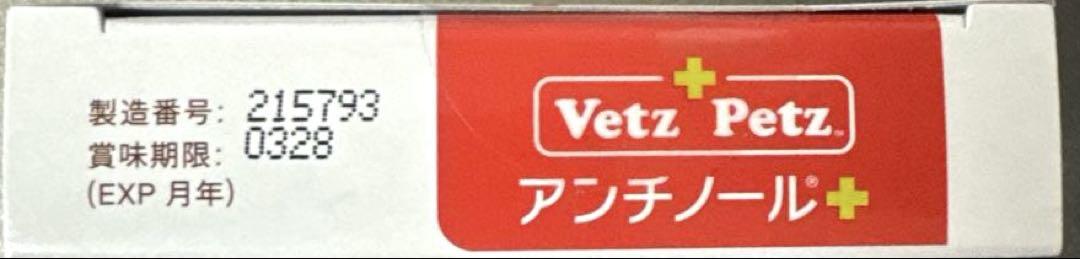 製造番号: 215793
賞味期限: 0328
(EXP 月年)
Vetz Petz™
アンチノール®+